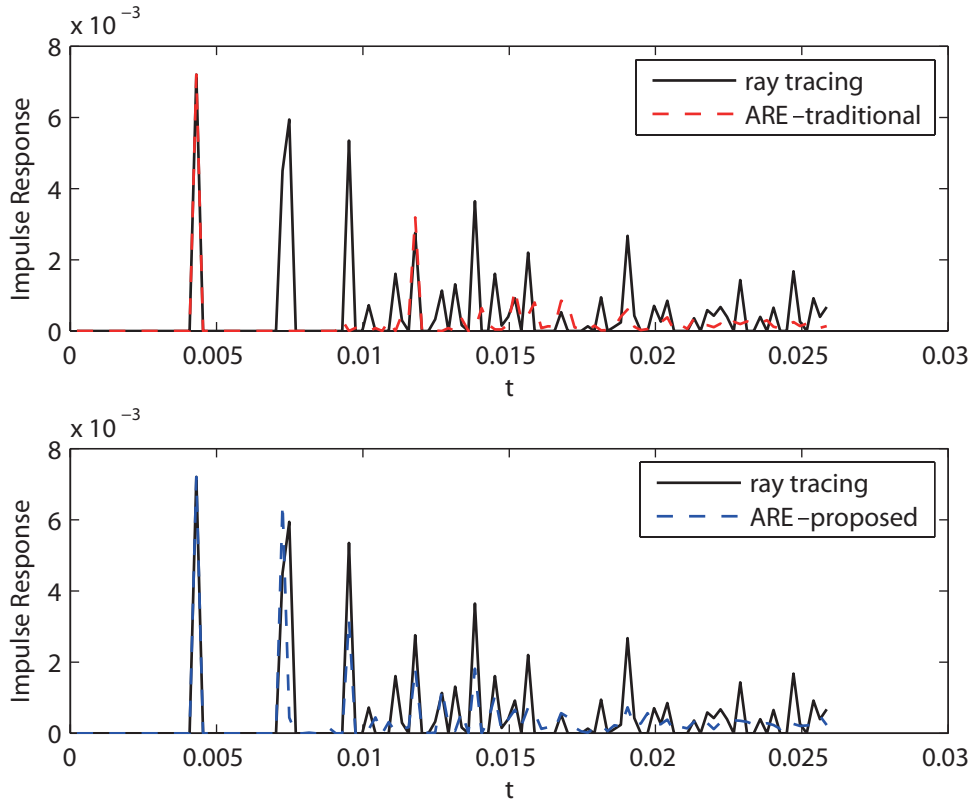 x 10 −3
8
6
4
2
0
Impulse Response
ray tracing
ARE–traditional
0 0.005 0.01 0.015 0.02 0.025 0.03
t
x 10 −3
8
6
4
2
0
Impulse Response
ray tracing
ARE–proposed
0 0.005 0.01 0.015 0.02 0.025 0.03
t